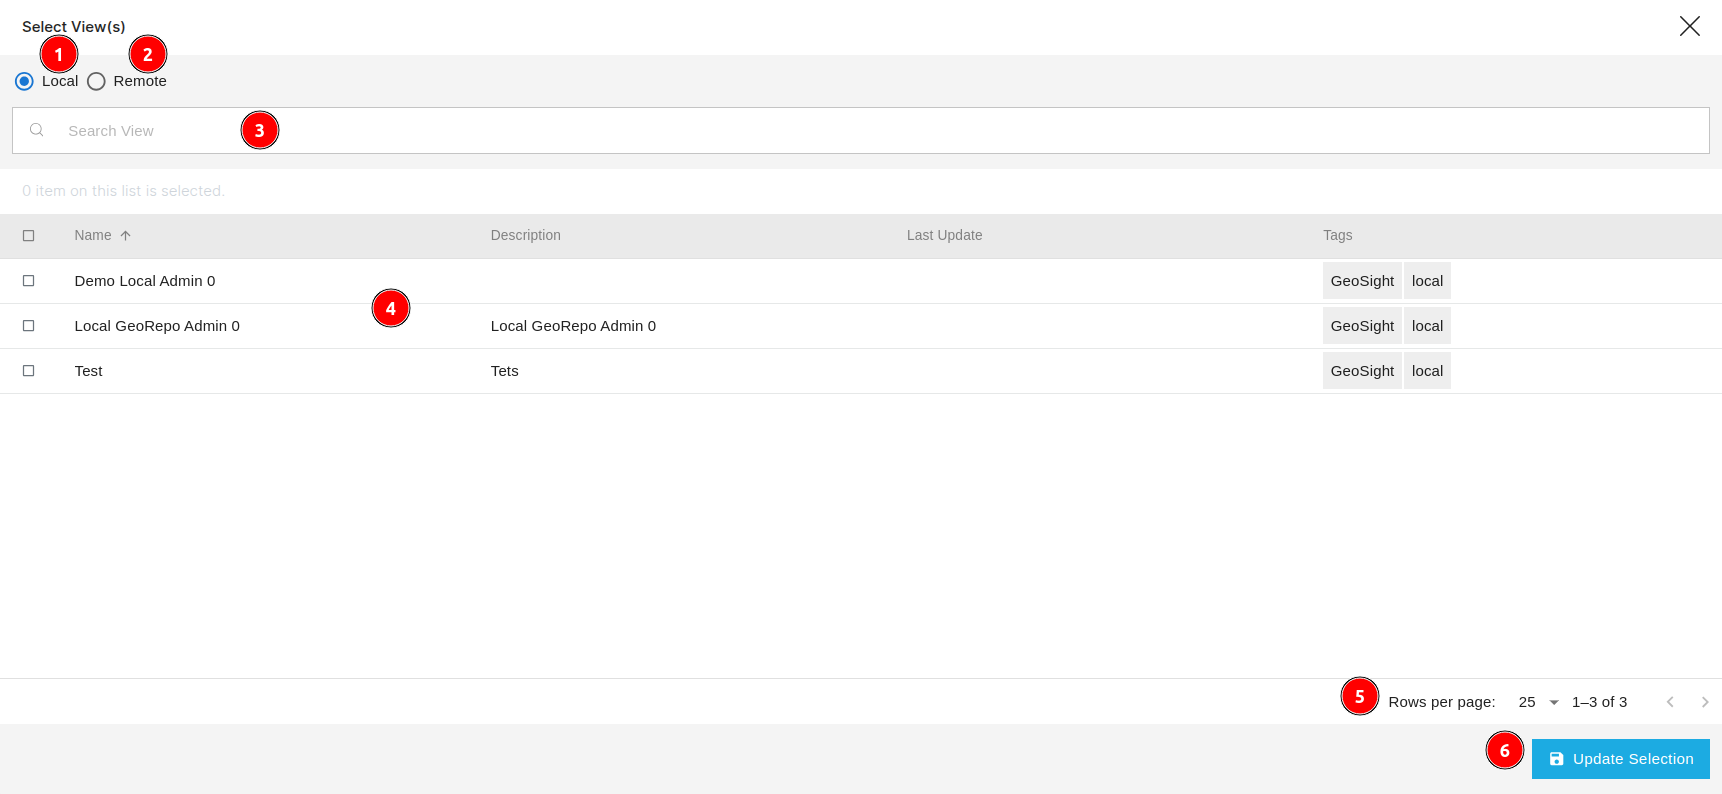 Select View(s)
1 2
Local Remote
Search View 3
0 item on this list is selected.
Name Description Last Update Tags
Demo Local Admin 0 GeoSight local
4
Local GeoRepo Admin 0 Local GeoRepo Admin 0 GeoSight local
Test Tets GeoSight local
5 Rows per page: 25 1–3 of 3
6 Update Selection